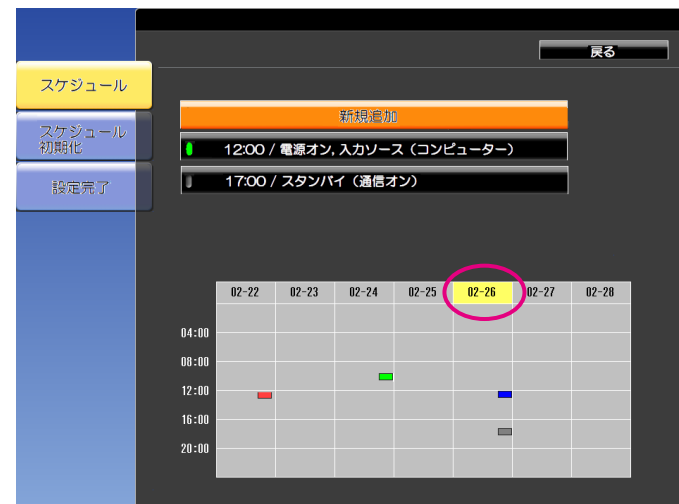 戻る
スケジュール
新規追加
スケジュール
初期化
12:00 / 電源オン, 入力ソース（コンピューター）
設定完了
17:00 / スタンバイ（通信オン）
02-22 02-23 02-24 02-25 02-26 02-27 02-28
04:00
08:00
12:00
16:00
20:00